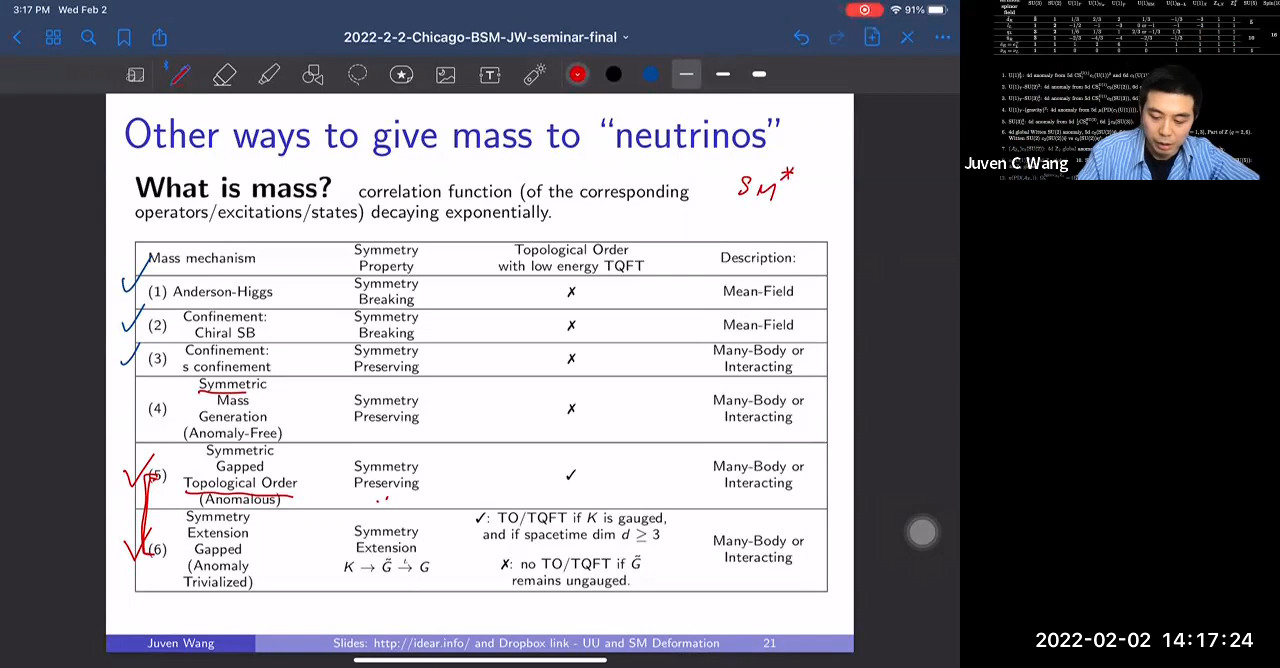 3:17 PM Wed Feb 2
91%
2022-2-2-Chicago-BSM-JW-seminar-final
Other ways to give mass to “neutrinos”
What is mass? correlation function (of the corresponding
operators/excitations/states) decaying exponentially.
SM*
Mass mechanism
Symmetry
Property
Topological Order
with low energy TQFT
Description:
(1) Anderson-Higgs
Symmetry
Breaking
✗
Mean-Field
(2) Confinement:
Chiral SB
Symmetry
Breaking
✗
Mean-Field
(3) Confinement:
s confinement
Symmetry
Preserving
✗
Many-Body or
Interacting
(4) Symmetric
Mass
Generation
(Anomaly-Free)
Symmetry
Preserving
✗
Many-Body or
Interacting
(5) Symmetric
Gapped
Topological Order
(Anomalous)
Symmetry
Preserving
✓
Many-Body or
Interacting
(6) Symmetry
Extension
Gapped
(Anomaly
Trivialized)
Symmetry
Extension
K → G̃ →ι G
✓: TO/TQFT if K is gauged,
and if spacetime dim d ≥ 3
✗: no TO/TQFT if G̃
remains ungauged.
Many-Body or
Interacting
Juven Wang
Slides: http://idear.info/ and Dropbox link - UU and SM Deformation
21
Juven C Wang
2022-02-02 14:17:24